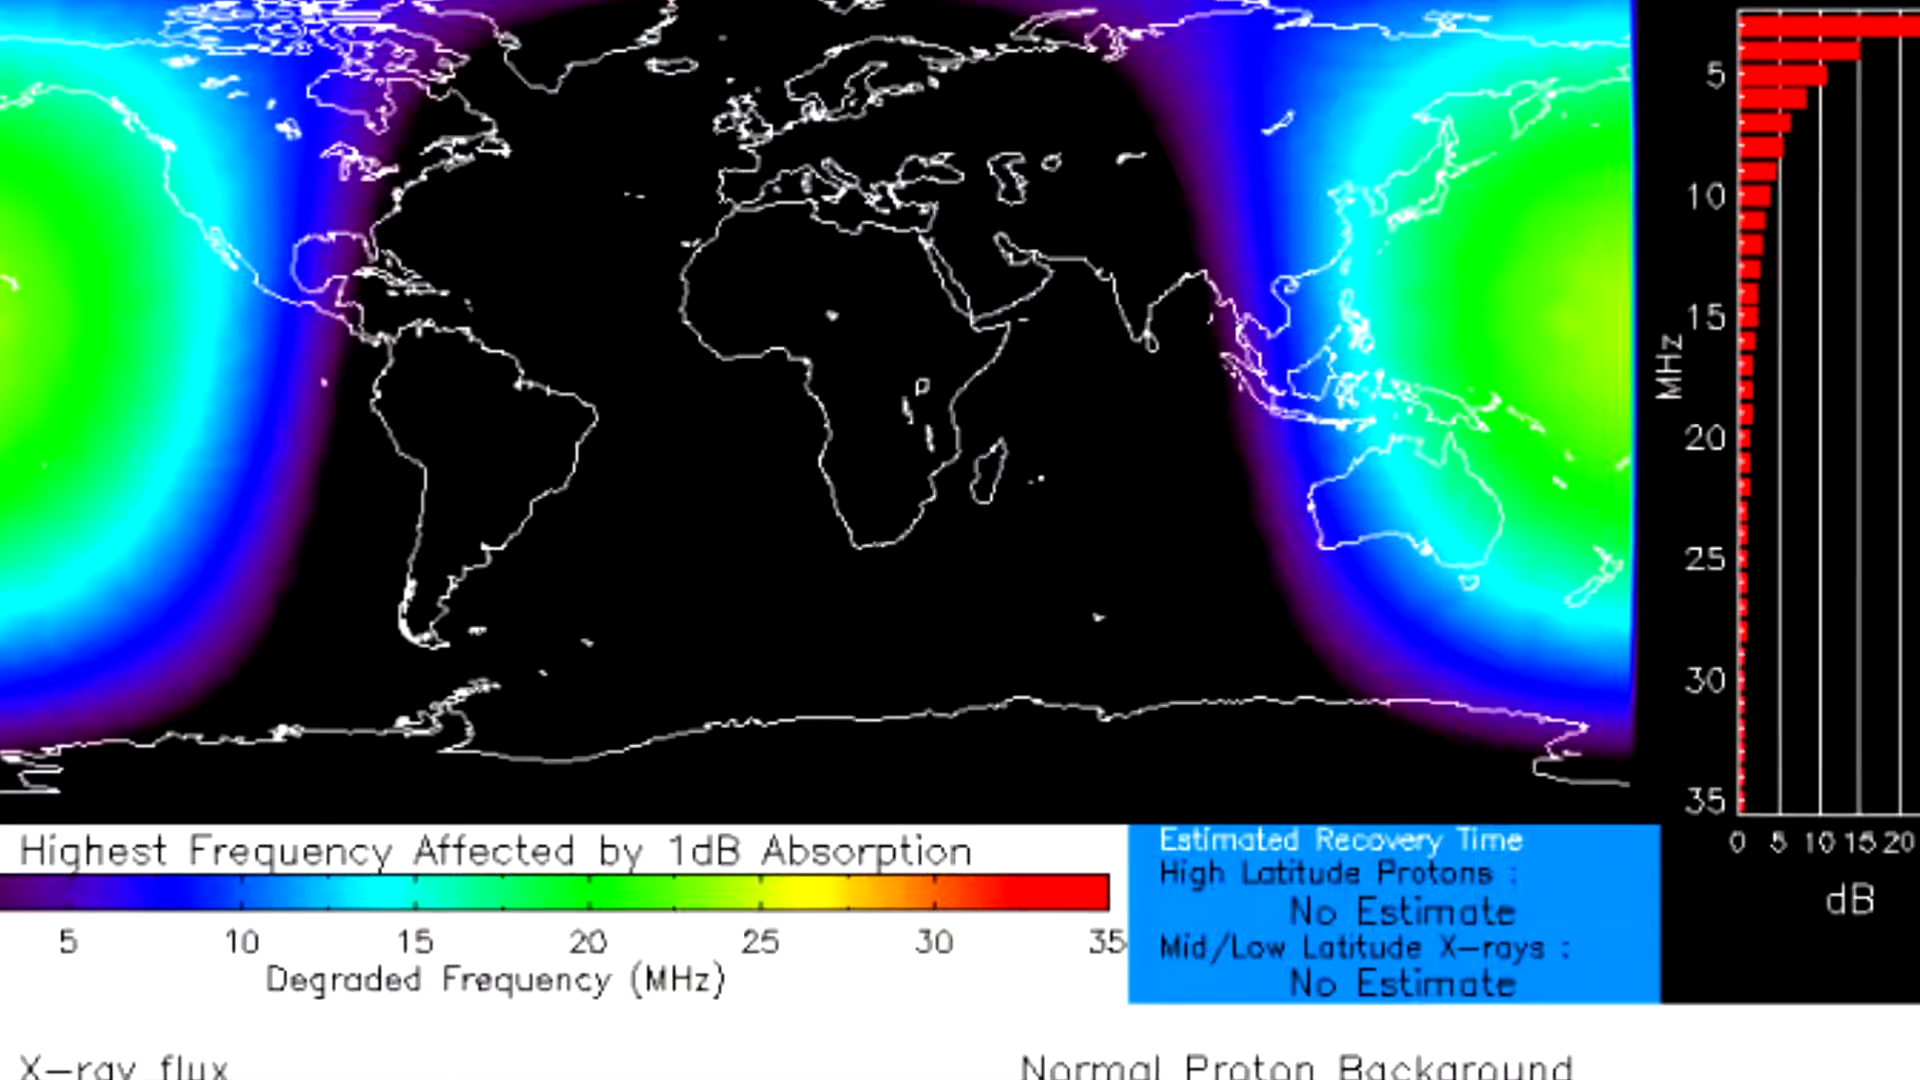 5
10
15
20
25
30
35
MHz
0 5 10 15 20
dB
Highest Frequency Affected by 1dB Absorption
5 10 15 20 25 30 35
Degraded Frequency (MHz)
Estimated Recovery Time
High Latitude Protons :
No Estimate
Mid/Low Latitude X-rays :
No Estimate
X-ray flux
Normal Proton Background